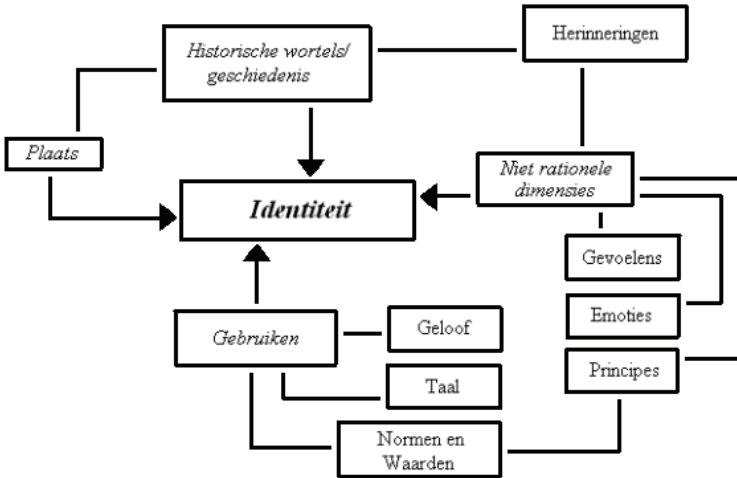 Historische wortels/
geschiedenis
Herinneringen
Plaats
Niet rationele
dimensies
Identiteit
Gevoelens
Emoties
Gebruiken
Geloof
Principes
Taal
Normen en
Waarden